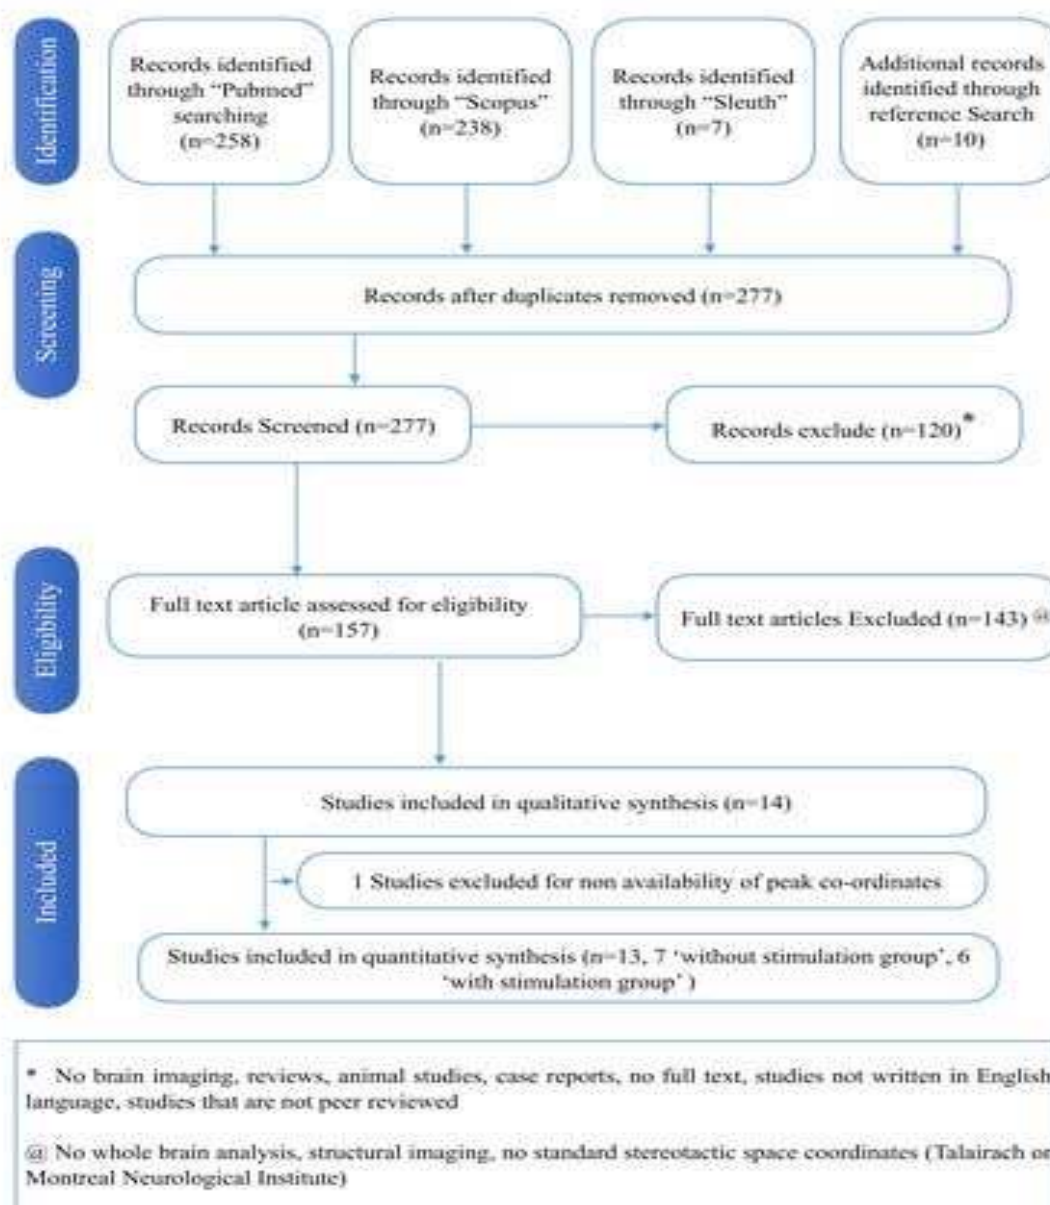 Identification
Records identified
through “Pubmed”
searching
(n=258)
Records identified
through “Scopus”
(n=238)
Records identified
through “Sleuth”
(n=7)
Additional records
identified through
reference Search
(n=10)
Screening
Records after duplicates removed (n=277)
Records Screened (n=277)
Records exclude (n=120)*
Eligibility
Full text article assessed for eligibility
(n=157)
Full text articles Excluded (n=143) @
Included
Studies included in qualitative synthesis (n=14)
1 Studies excluded for non availability of peak co-ordinates
Studies included in quantitative synthesis (n=13, 7 ‘without stimulation group’, 6
‘with stimulation group’ )
* No brain imaging, reviews, animal studies, case reports, no full text, studies not written in English
language, studies that are not peer reviewed
@ No whole brain analysis, structural imaging, no standard stereotactic space coordinates (Talairach or
Montreal Neurological Institute)